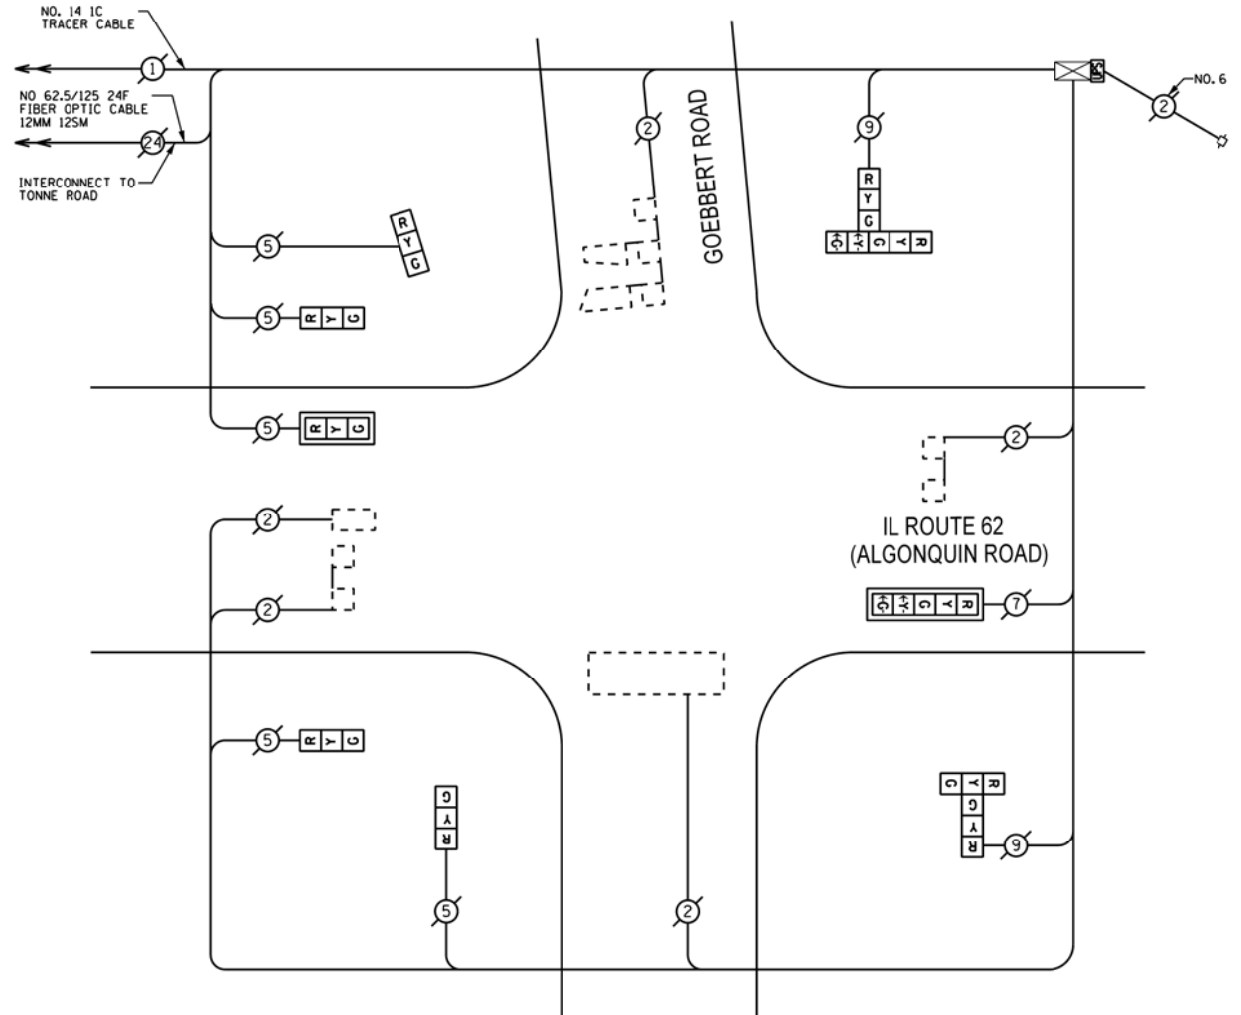 NO. 14 1C
TRACER CABLE
1
NO 62.5/125 24F
FIBER OPTIC CABLE
12MM 12SM
24
INTERCONNECT TO
TONNE ROAD
2
GOEBBERT ROAD
9
R
Y
G
←G- ←Y- G Y R
UPS
2
NO. 6
5
R
Y
G
5
R Y G
5
R Y G
2
2
2
IL ROUTE 62
(ALGONQUIN ROAD)
←G- ←Y- G Y R
7
5
R Y G
G
Y
R
5
2
G Y R
G
Y
R
9